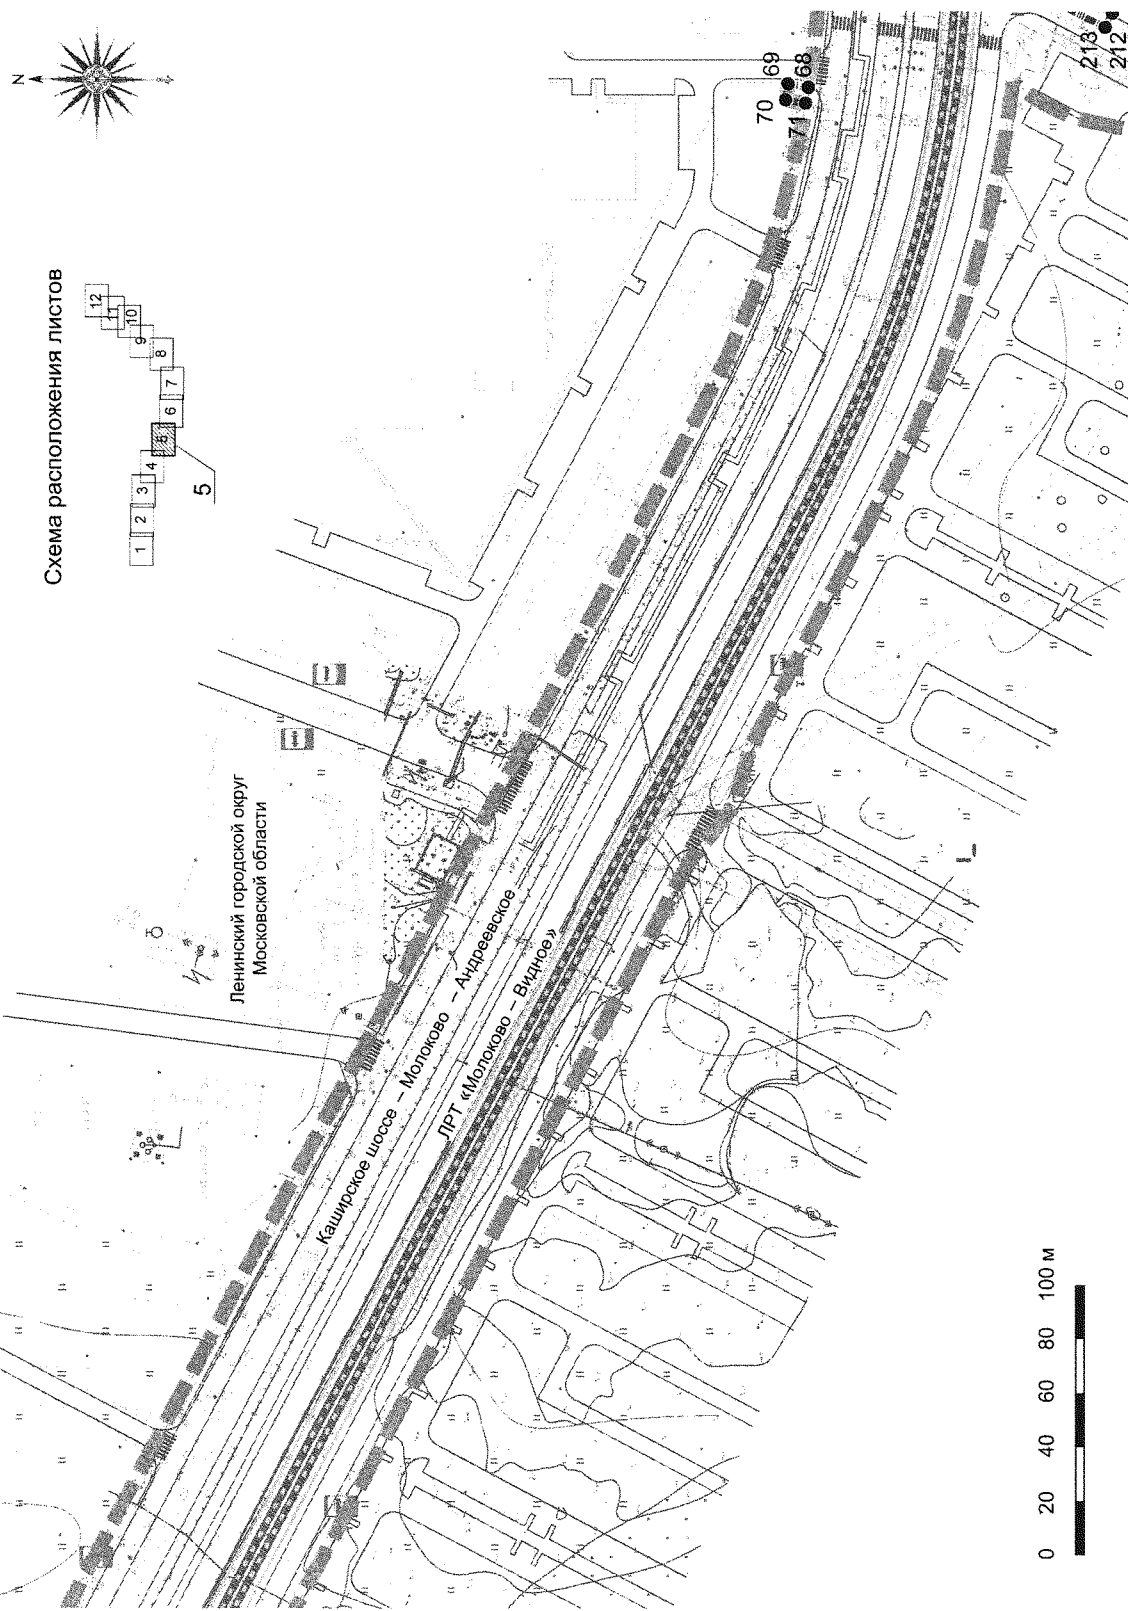 N
Схема расположения листов
1
2
3
4
5
6
7
8
9
10
11
12
5
Ленинский городской округ
Московской области
Каширское шоссе – Молоково – Андреевское
ЛРТ «Молоково – Видное»
70
69
71
68
213
212
0 20 40 60 80 100 м